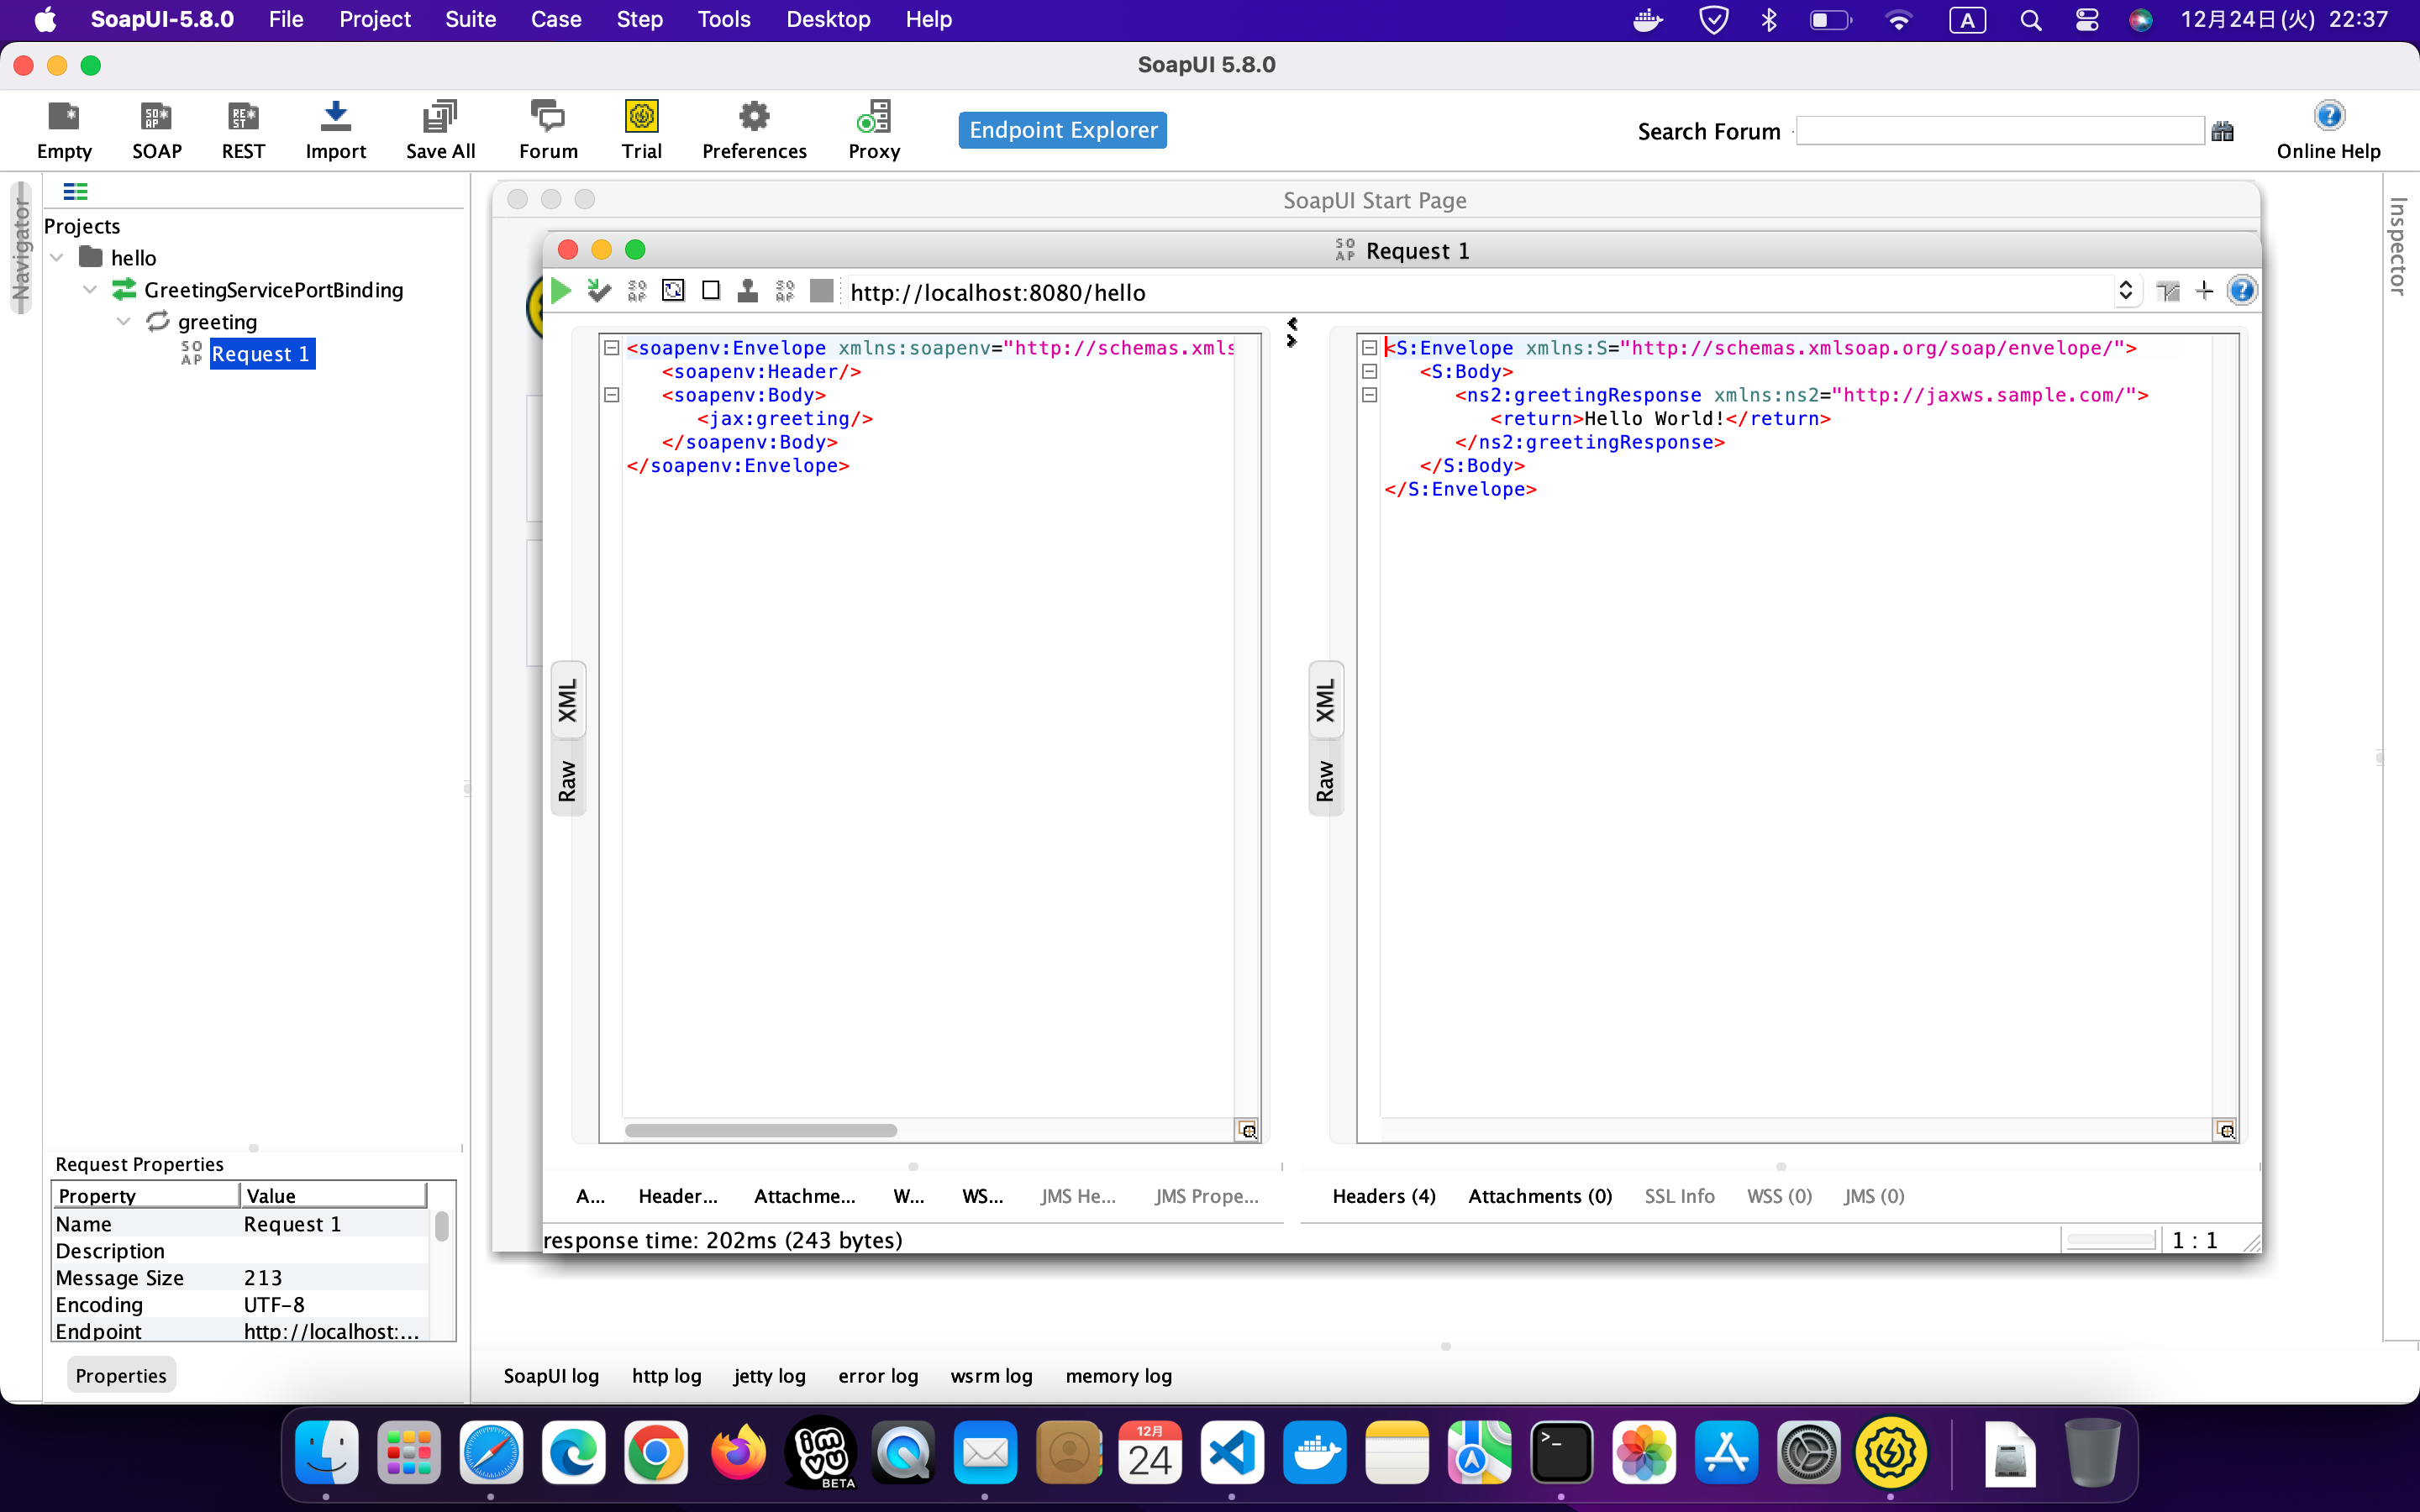 SoapUI-5.8.0 File Project Suite Case Step Tools Desktop Help A 12月24日(火) 22:37
SoapUI 5.8.0
Empty SOAP REST Import Save All Forum Trial Preferences Proxy Endpoint Explorer Search Forum Online Help
Navigator
Projects
hello
GreetingServicePortBinding
greeting
SO AP Request 1
SoapUI Start Page
SO AP Request 1
http://localhost:8080/hello
<soapenv:Envelope xmlns:soapenv="http://schemas.xmls
<soapenv:Header/>
<soapenv:Body>
<jax:greeting/>
</soapenv:Body>
</soapenv:Envelope>
XML
Raw
<S:Envelope xmlns:S="http://schemas.xmlsoap.org/soap/envelope/">
<S:Body>
<ns2:greetingResponse xmlns:ns2="http://jaxws.sample.com/">
<return>Hello World!</return>
</ns2:greetingResponse>
</S:Body>
</S:Envelope>
XML
Raw
Inspector
A... Header... Attachme... W... WS... JMS He... JMS Prope...
Headers (4) Attachments (0) SSL Info WSS (0) JMS (0)
response time: 202ms (243 bytes) 1 : 1
Request Properties
Property Value
Name Request 1
Description
Message Size 213
Encoding UTF-8
Endpoint http://localhost:...
Properties
SoapUI log http log jetty log error log wsrm log memory log
imvu BETA
12月
24
>_